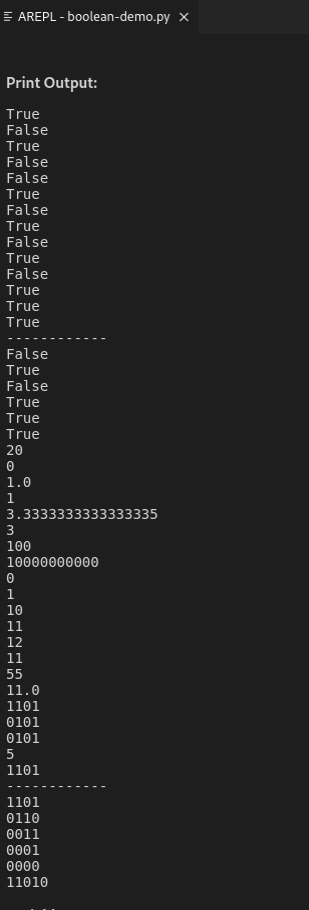 AREPL - boolean-demo.py
Print Output:
True
False
True
False
False
True
False
True
False
True
False
True
True
True
------------
False
True
False
True
True
True
20
0
1.0
1
3.3333333333333335
3
100
10000000000
0
1
10
11
12
11
55
11.0
1101
0101
0101
5
1101
------------
1101
0110
0011
0001
0000
11010